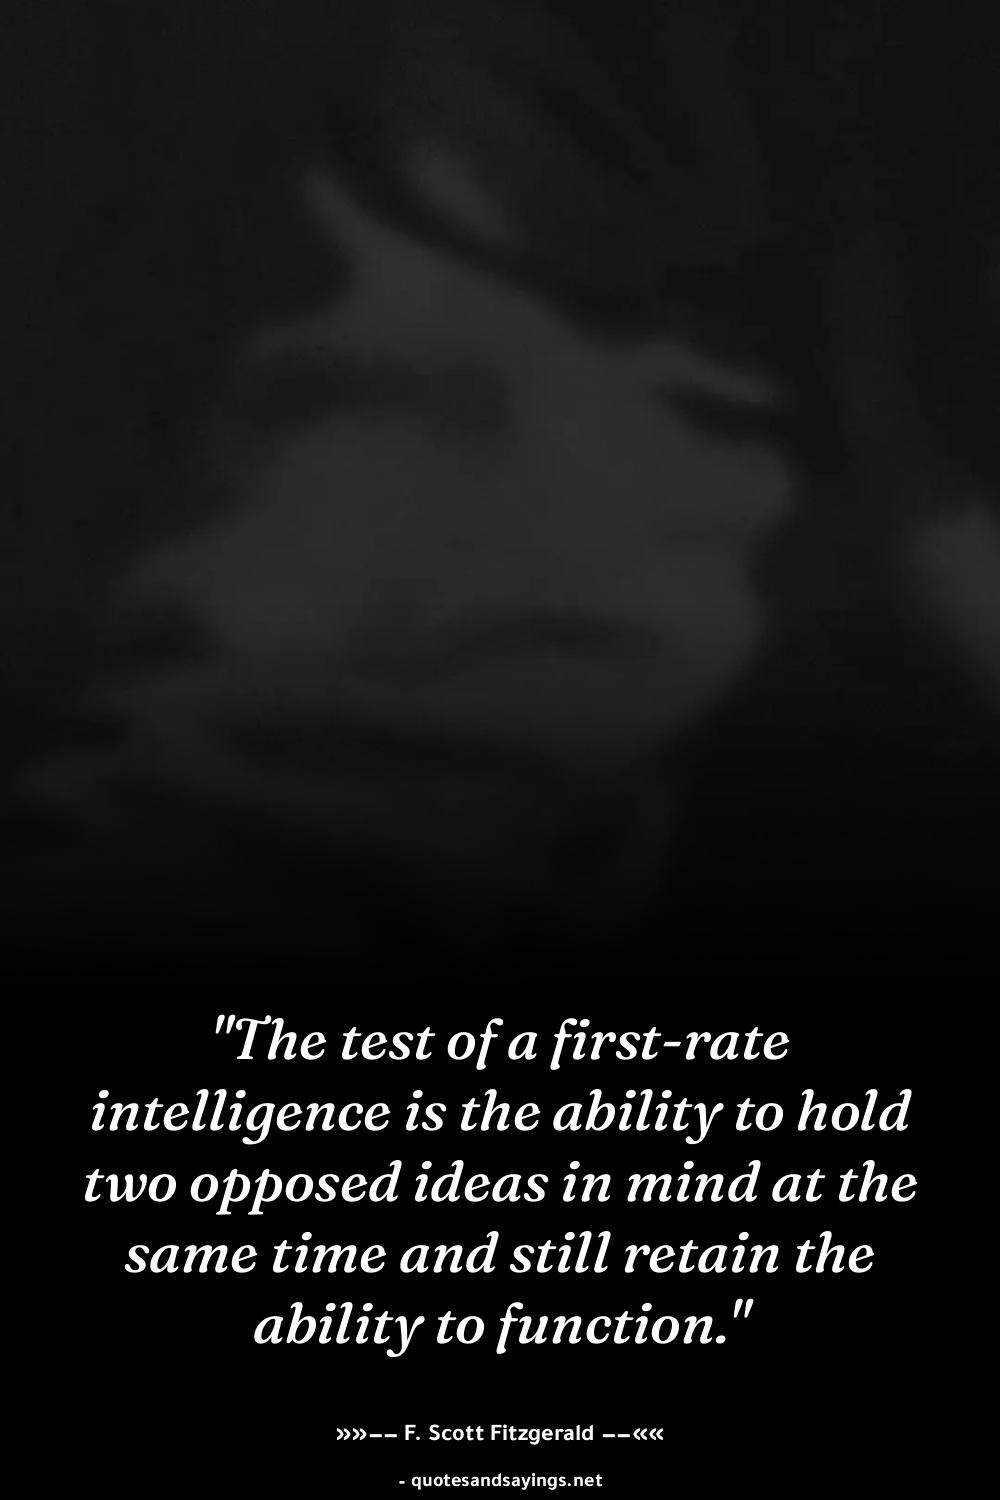 "The test of a first-rate
intelligence is the ability to hold
two opposed ideas in mind at the
same time and still retain the
ability to function."
»»−− F. Scott Fitzgerald −−««
- quotesandsayings.net